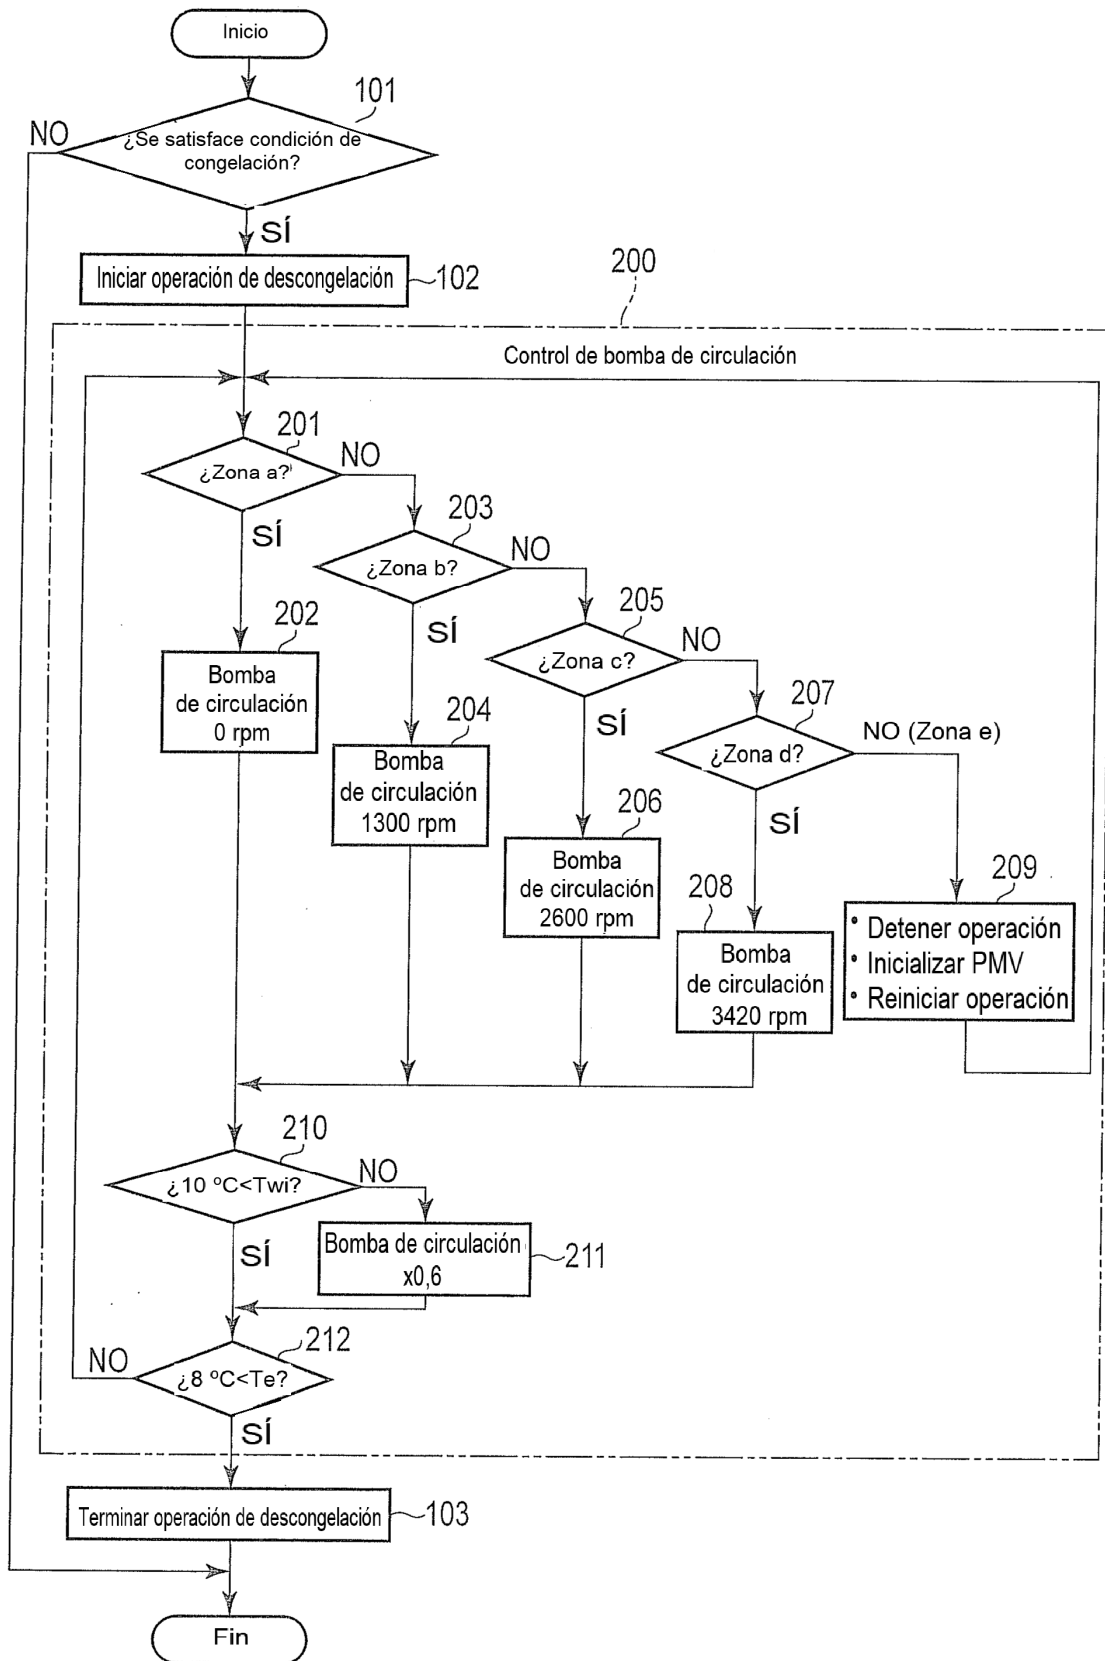 Inicio
101
NO
¿Se satisface condición de
congelación?
SÍ
Iniciar operación de descongelación
102
200
Control de bomba de circulación
201
¿Zona a?
NO
SÍ
203
¿Zona b?
NO
SÍ
205
¿Zona c?
NO
SÍ
207
¿Zona d?
NO (Zona e)
SÍ
202
Bomba
de circulación
0 rpm
204
Bomba
de circulación
1300 rpm
206
Bomba
de circulación
2600 rpm
208
Bomba
de circulación
3420 rpm
209
• Detener operación
• Inicializar PMV
• Reiniciar operación
210
¿10 ºC<Twi?
NO
SÍ
Bomba de circulación
x0,6
211
212
NO
¿8 ºC<Te?
SÍ
Terminar operación de descongelación
103
Fin